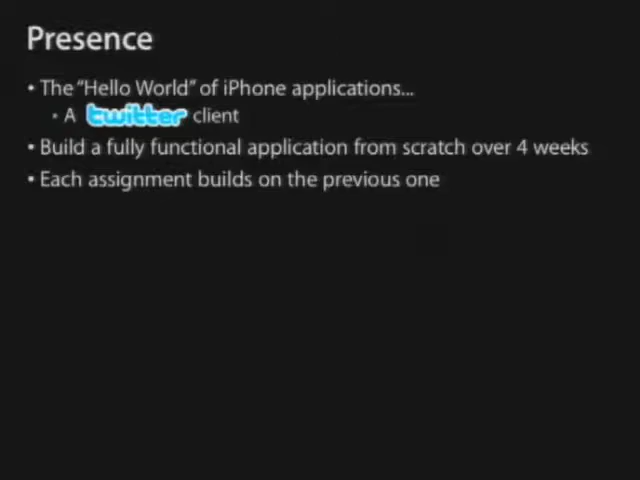 Presence
• The “Hello World” of iPhone applications...
• A twitter client
• Build a fully functional application from scratch over 4 weeks
• Each assignment builds on the previous one